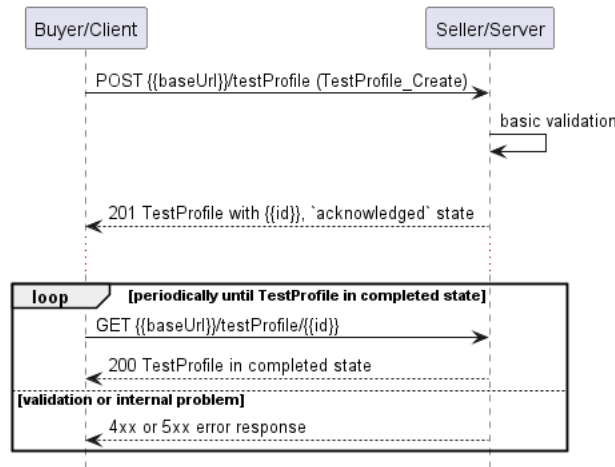 Buyer/Client
Seller/Server
POST {{baseUrl}}/testProfile (TestProfile_Create)
basic validation
201 TestProfile with {{id}}, `acknowledged` state
loop
[periodically until TestProfile in completed state]
GET {{baseUrl}}/testProfile/{{id}}
200 TestProfile in completed state
[validation or internal problem]
4xx or 5xx error response